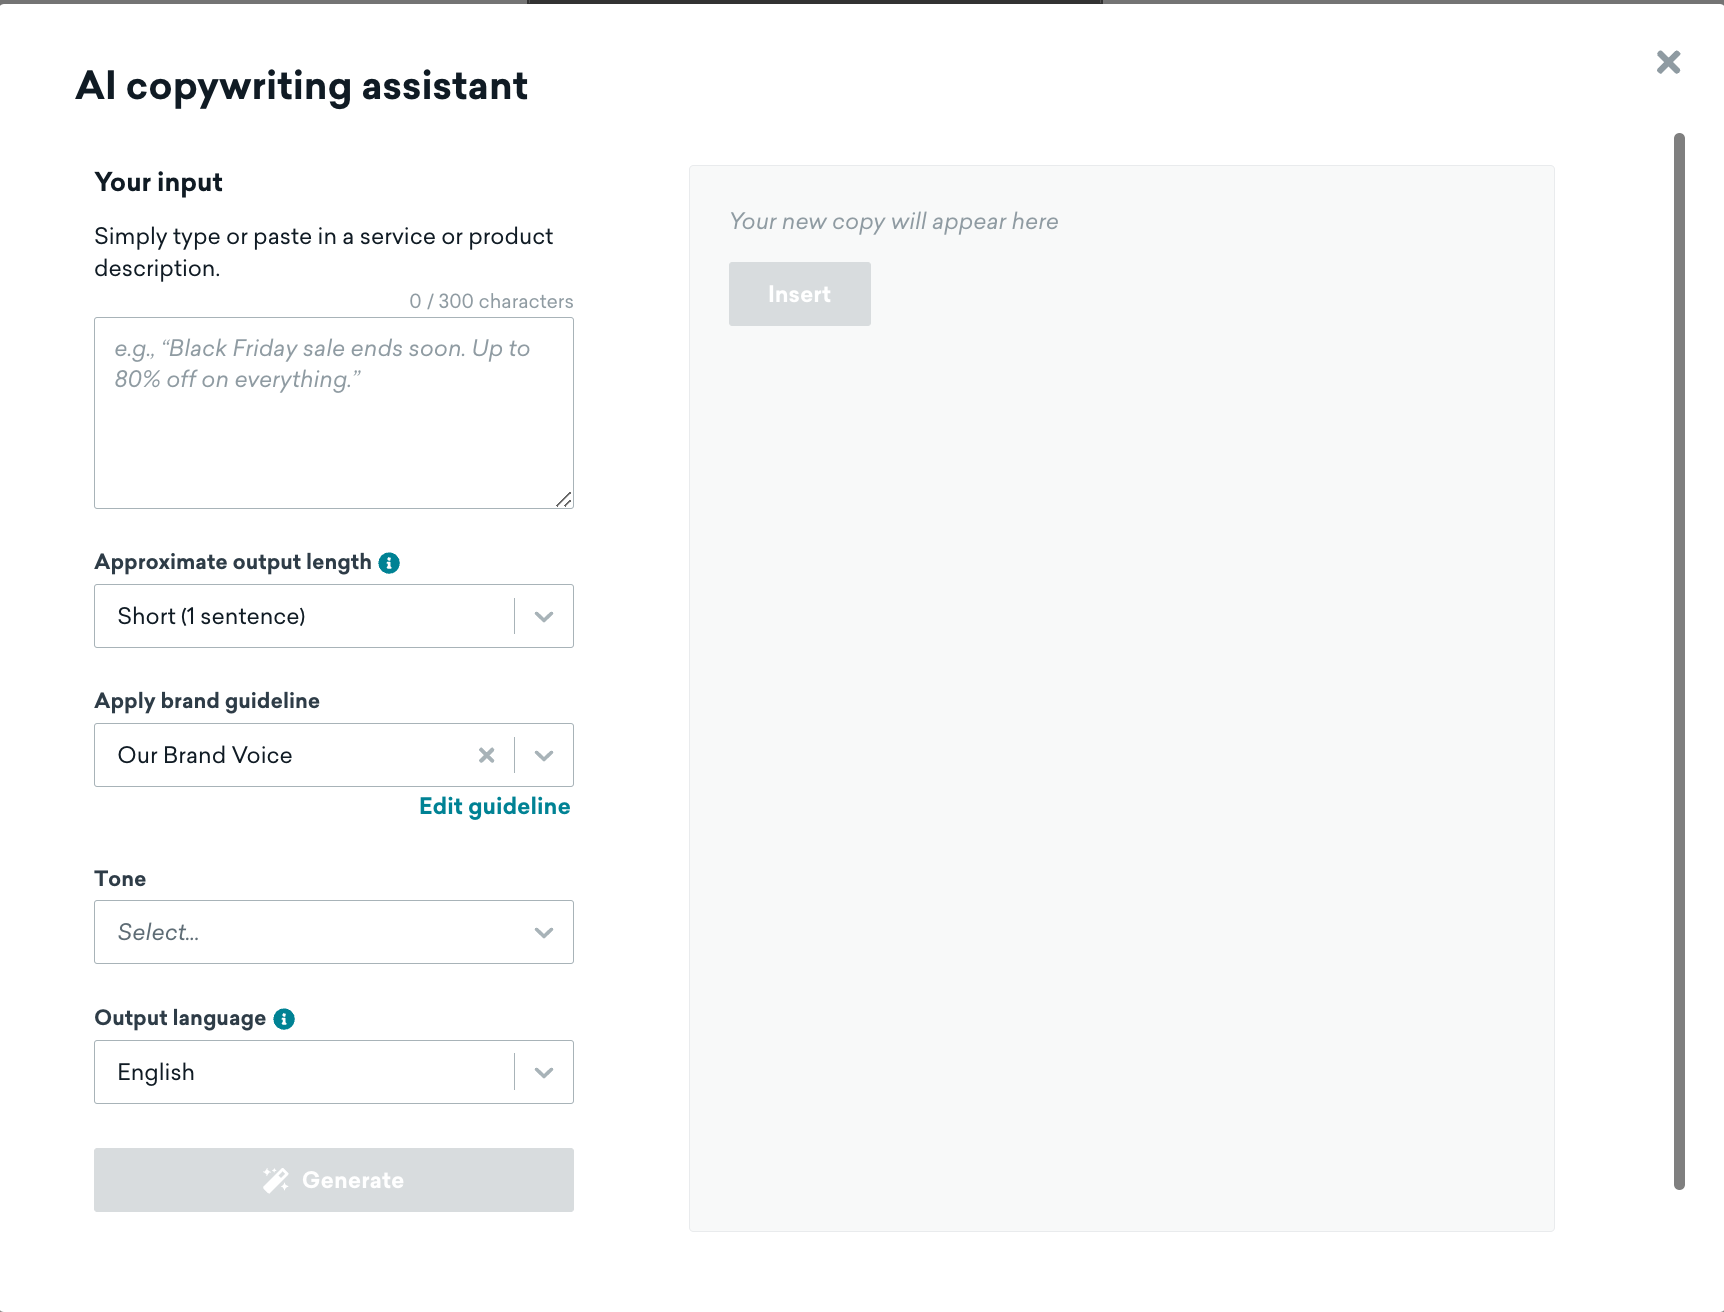 AI copywriting assistant
Your input
Simply type or paste in a service or product
description.
0 / 300 characters
e.g., “Black Friday sale ends soon. Up to
80% off on everything.”
Approximate output length
Short (1 sentence)
Apply brand guideline
Our Brand Voice
Edit guideline
Tone
Select...
Output language
English
Generate
Your new copy will appear here
Insert